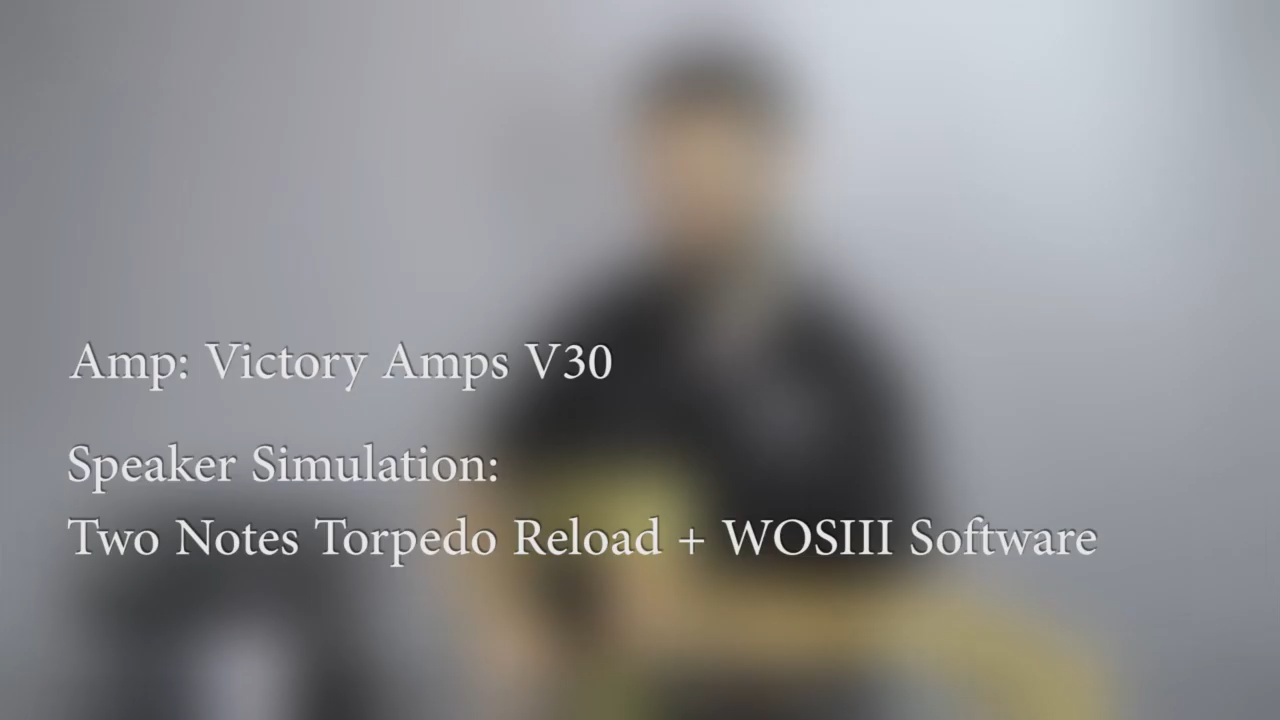 Amp: Victory Amps V30
Speaker Simulation:
Two Notes Torpedo Reload + WOSIII Software